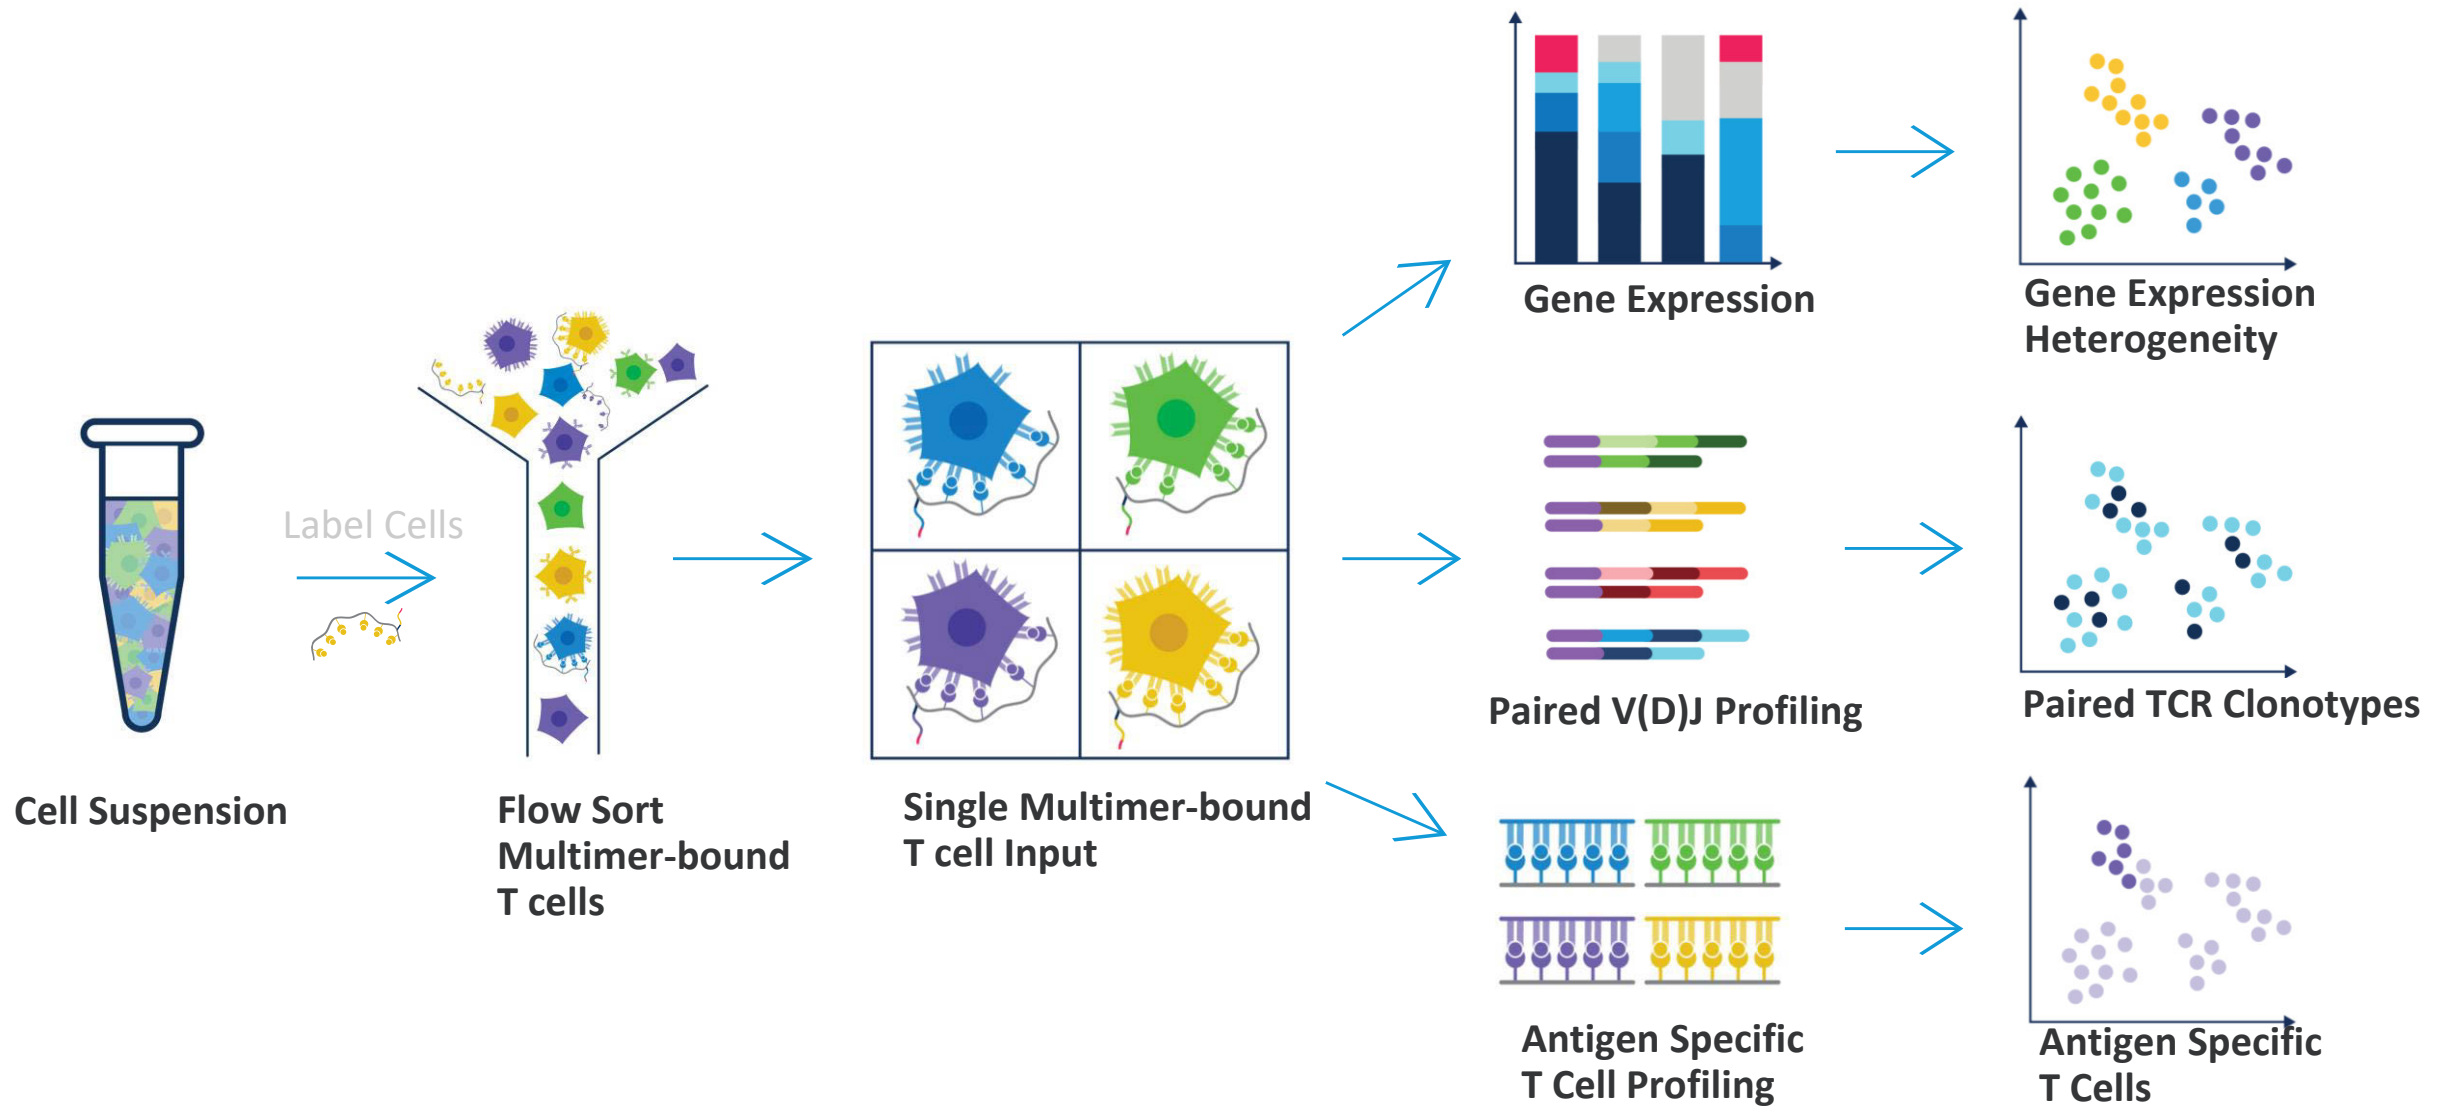 Label Cells
Cell Suspension
Flow Sort
Multimer-bound
T cells
Single Multimer-bound
T cell Input
Gene Expression
Gene Expression
Heterogeneity
Paired V(D)J Profiling
Paired TCR Clonotypes
Antigen Specific
T Cell Profiling
Antigen Specific
T Cells